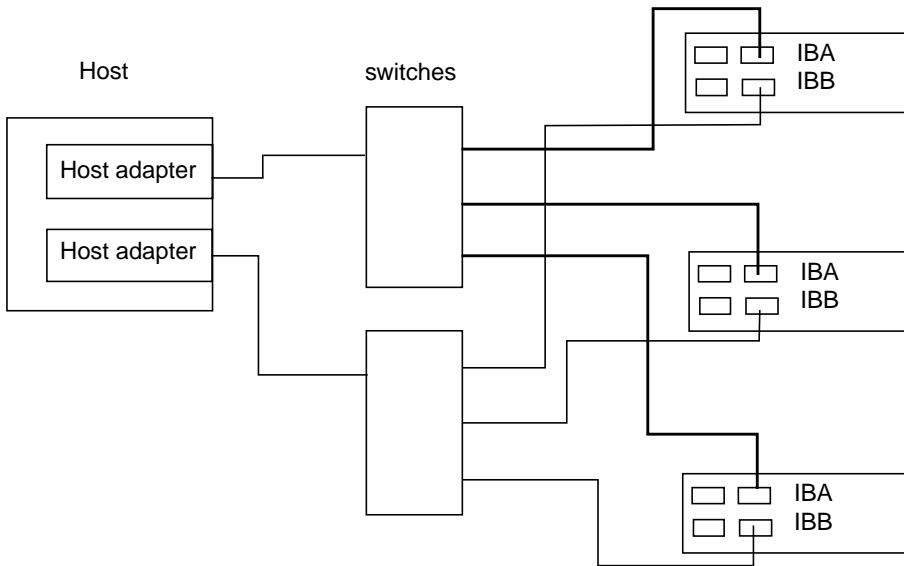 Host
switches
Host adapter
Host adapter
IBA
IBB
IBA
IBB
IBA
IBB